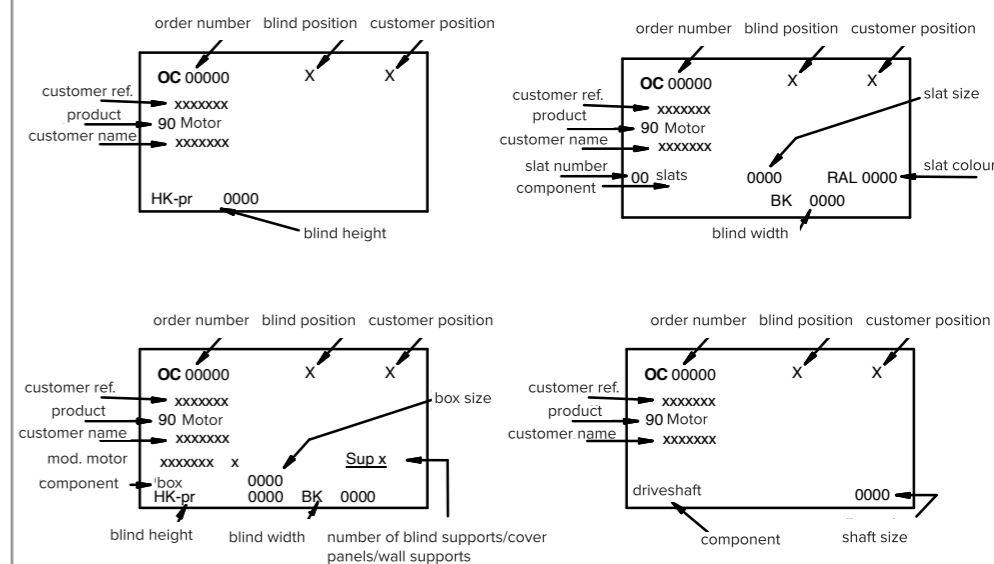 order number blind position customer position
OC 00000 X X
customer ref. xxxxxxx
product 90 Motor
customer name xxxxxxx
HK-pr 0000
blind height
order number blind position customer position
OC 00000 X X
slat size
customer ref. xxxxxxx
product 90 Motor
customer name xxxxxxx
slat number 00 slats 0000 RAL 0000 slat colour
component
BK 0000
blind width
order number blind position customer position
OC 00000 X X
customer ref. xxxxxxx
box size
product 90 Motor
customer name xxxxxxx
mod. motor xxxxxxx x Sup x
component box 0000
HK-pr 0000 BK 0000
blind height blind width number of blind supports/cover
panels/wall supports
order number blind position customer position
OC 00000 X X
customer ref. xxxxxxx
product 90 Motor
customer name xxxxxxx
driveshaft 0000
component shaft size